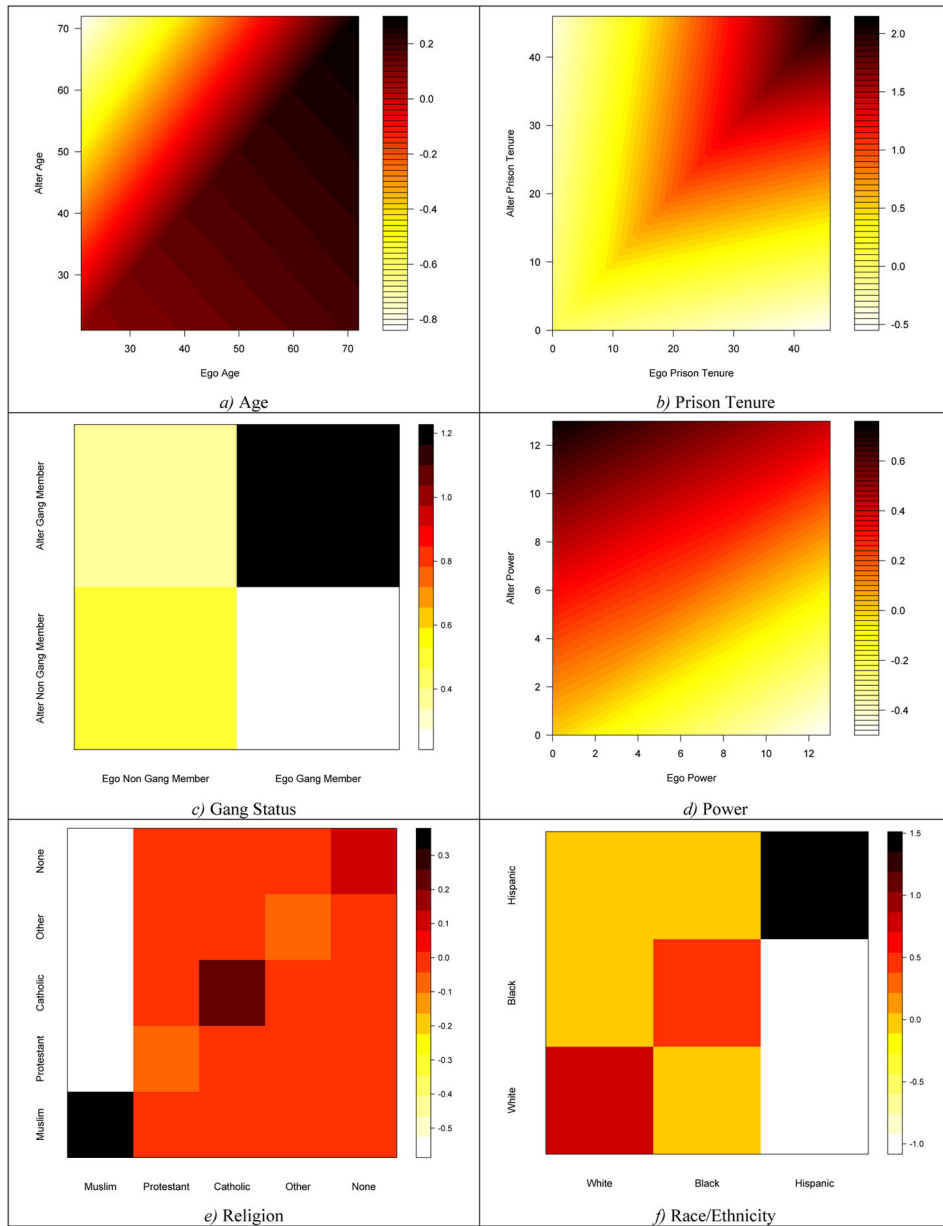 70
60
50
40
30
Alter Age
30 40 50 60 70
Ego Age
0.2
0.0
-0.2
-0.4
-0.6
-0.8
a) Age
40
30
20
10
0
Alter Prison Tenure
0 10 20 30 40
Ego Prison Tenure
2.0
1.5
1.0
0.5
0.0
-0.5
b) Prison Tenure
Alter Gang Member
Alter Non Gang Member
Ego Non Gang Member Ego Gang Member
1.2
1.0
0.8
0.6
0.4
c) Gang Status
12
10
8
6
4
2
0
Alter Power
0 2 4 6 8 10 12
Ego Power
0.6
0.4
0.2
0.0
-0.2
-0.4
d) Power
None
Other
Catholic
Protestant
Muslim
Muslim Protestant Catholic Other None
0.3
0.2
0.1
0.0
-0.1
-0.2
-0.3
-0.4
-0.5
e) Religion
Hispanic
Black
White
White Black Hispanic
1.5
1.0
0.5
0.0
-0.5
-1.0
f) Race/Ethnicity